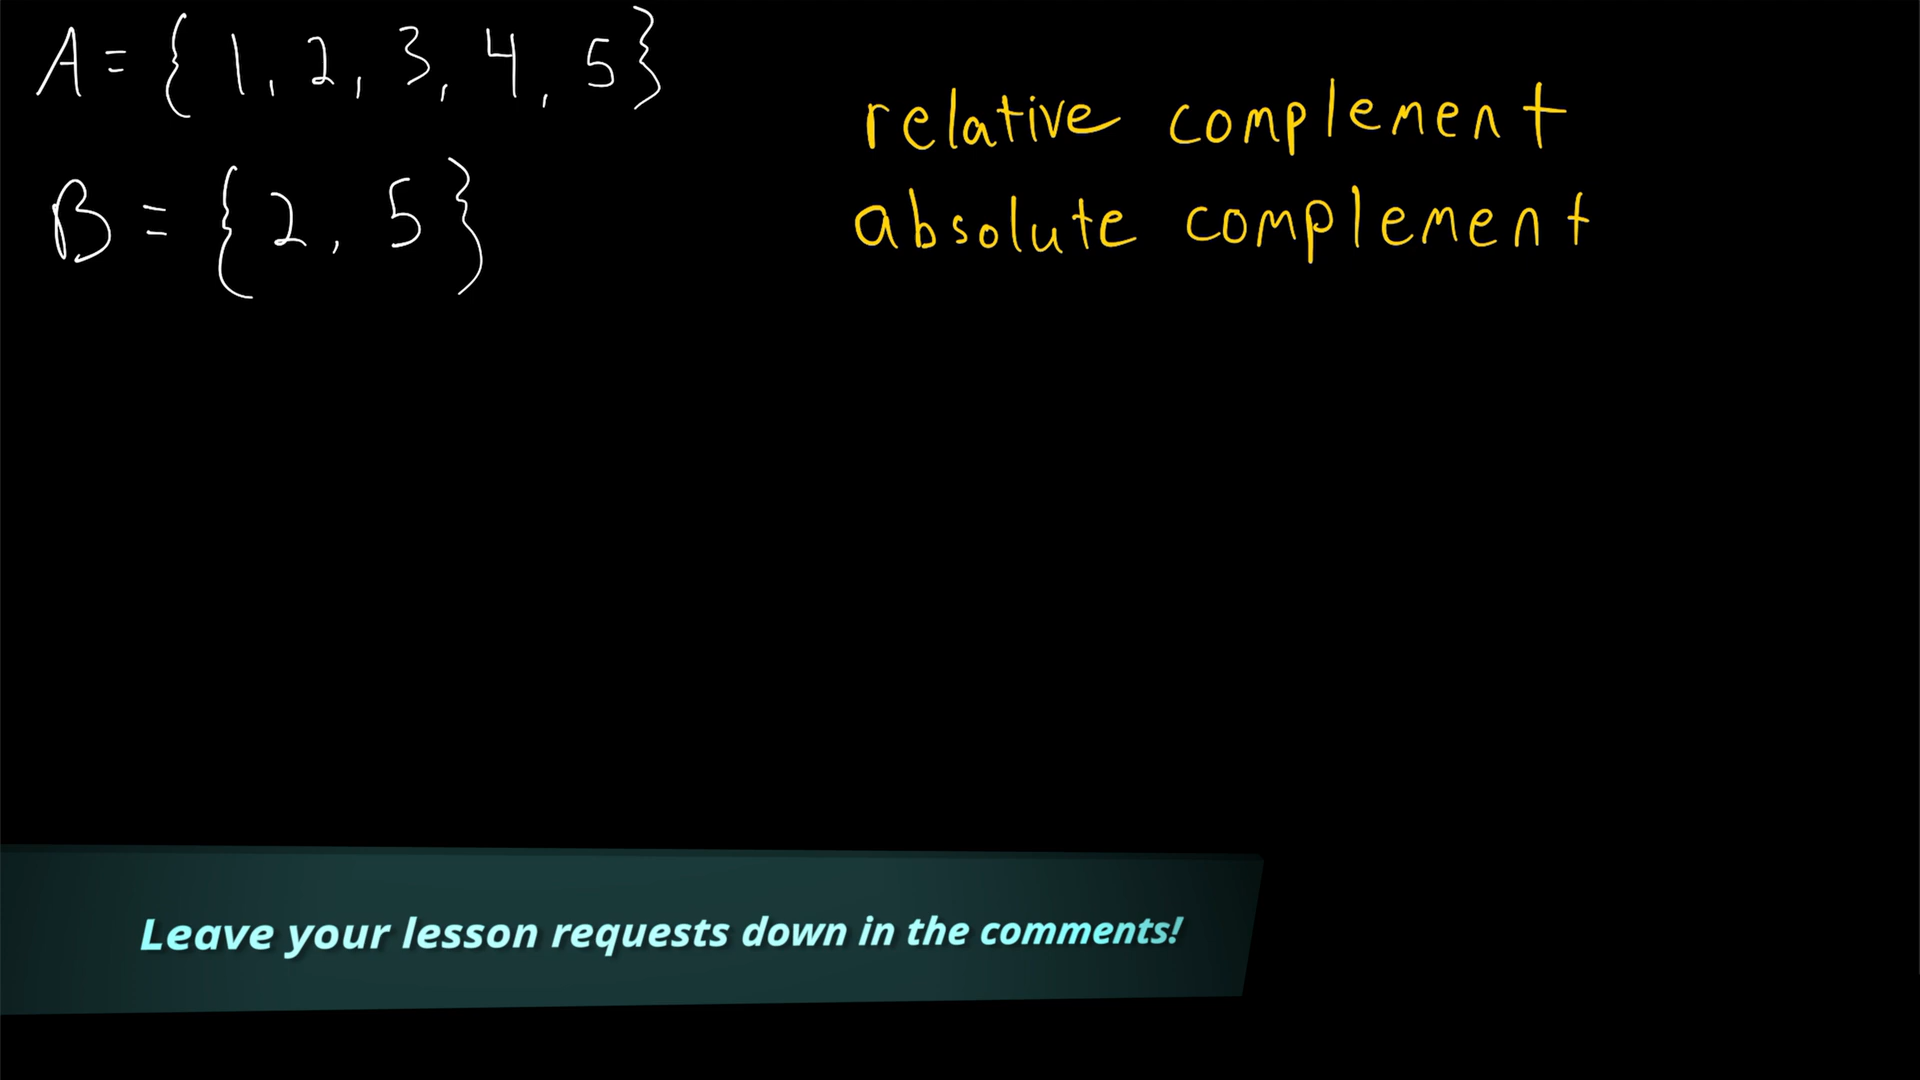 A = { 1, 2, 3, 4, 5 }
B = { 2, 5 }
relative complement
absolute complement
Leave your lesson requests down in the comments!